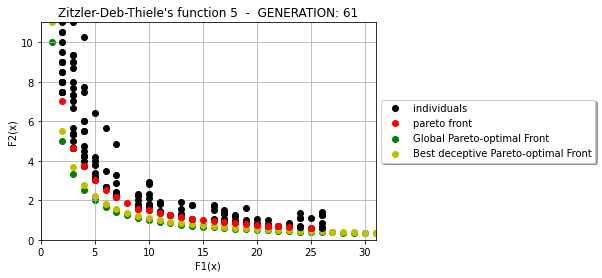 Zitzler-Deb-Thiele's function 5 - GENERATION: 61
F2(x)
10
8
6
4
2
0
0 5 10 15 20 25 30
F1(x)
individuals
pareto front
Global Pareto-optimal Front
Best deceptive Pareto-optimal Front